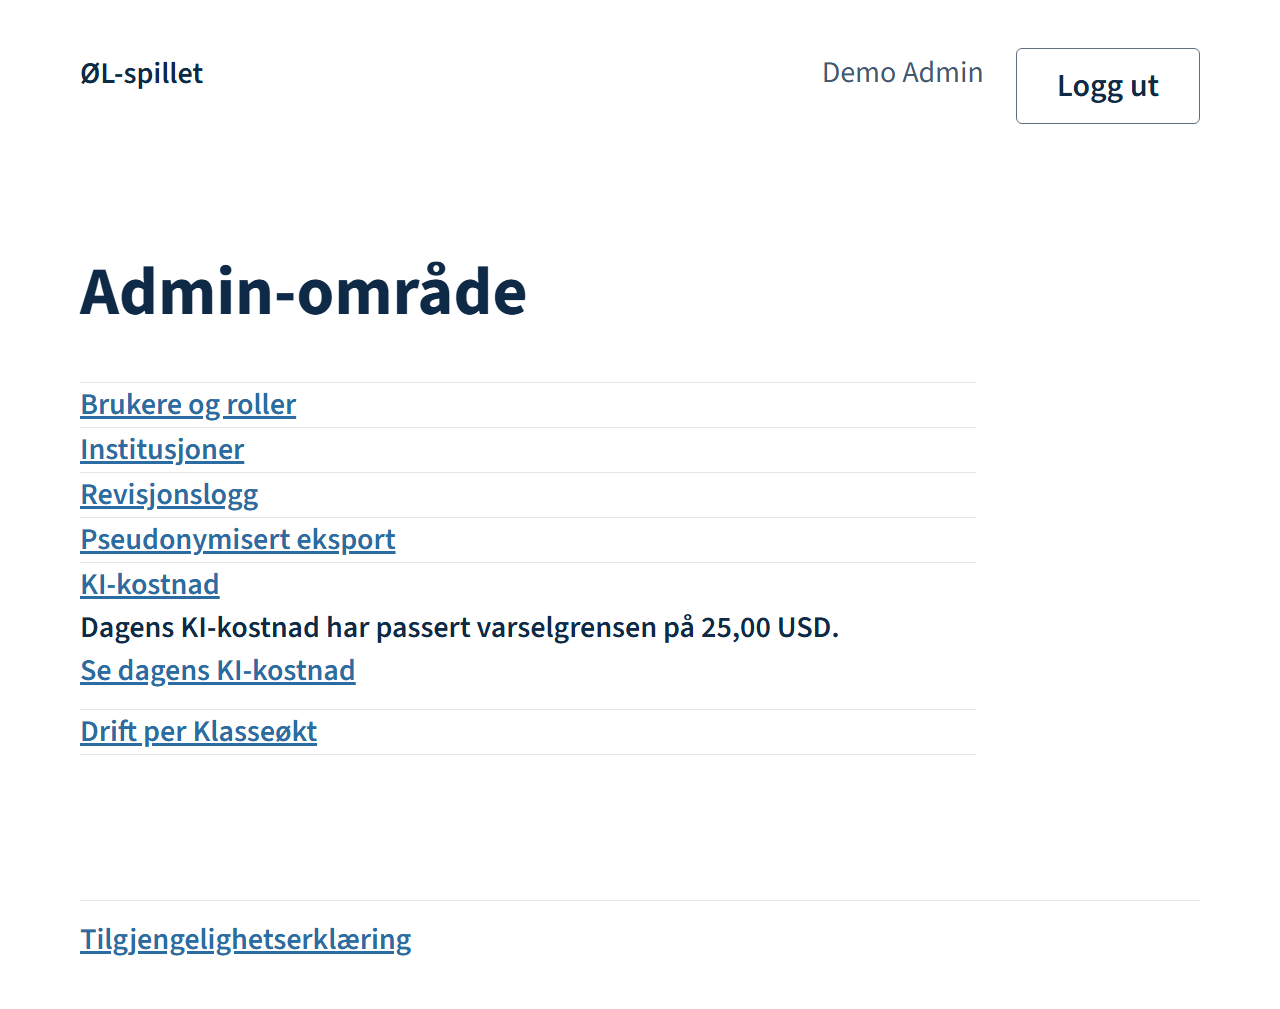 ØL-spillet
Demo Admin
Logg ut
Admin-område
Brukere og roller
Institusjoner
Revisjonslogg
Pseudonymisert eksport
KI-kostnad
Dagens KI-kostnad har passert varselgrensen på 25,00 USD.
Se dagens KI-kostnad
Drift per Klasseøkt
Tilgjengelighetserklæring